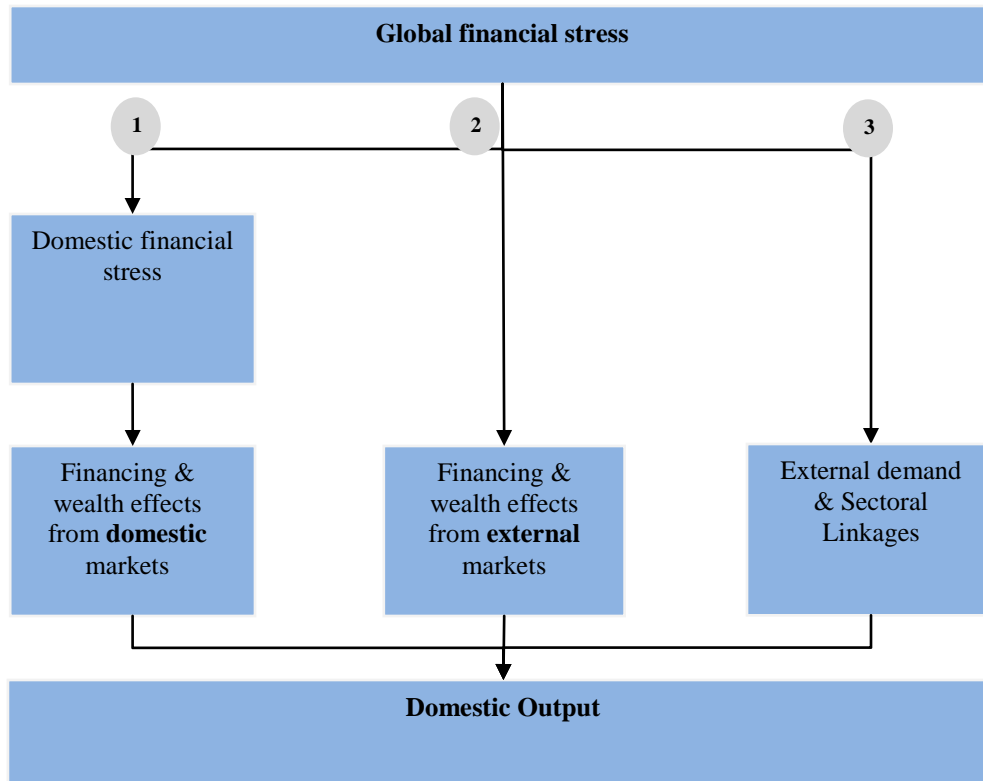 Global financial stress
1
2
3
Domestic financial
stress
Financing &
wealth effects
from domestic
markets
Financing &
wealth effects
from external
markets
External demand
& Sectoral
Linkages
Domestic Output